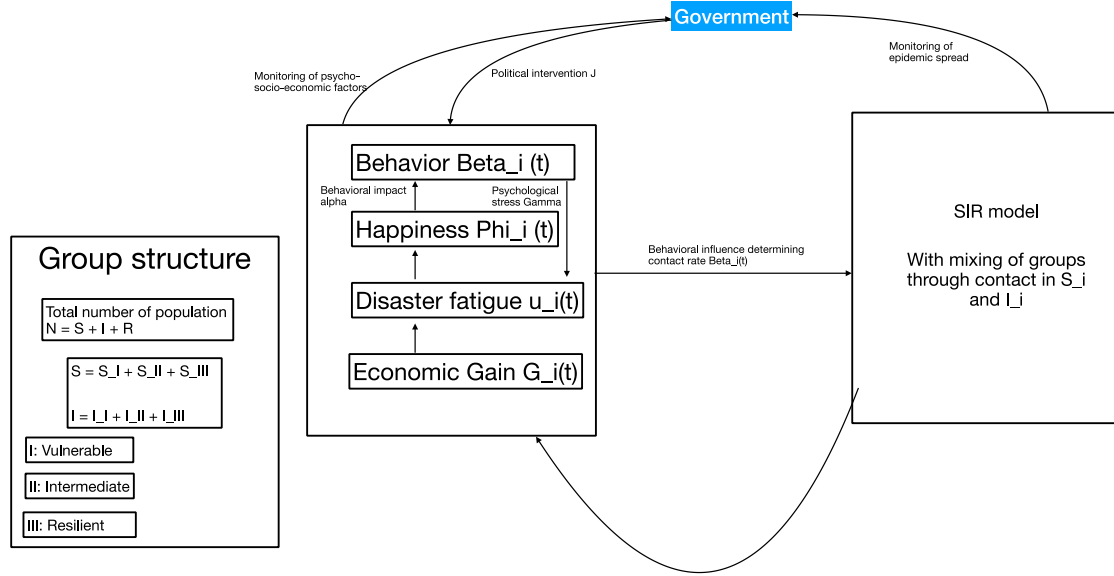 Government
Monitoring of psycho-
socio-economic factors
Political intervention J
Monitoring of
epidemic spread
Behavior Beta_i (t)
Behavioral impact
alpha
Psychological
stress Gamma
Happiness Phi_i (t)
Disaster fatigue u_i(t)
Economic Gain G_i(t)
Behavioral influence determining
contact rate Beta_i(t)
SIR model
With mixing of groups
through contact in S_i
and I_i
Group structure
Total number of population
N = S + I + R
S = S_I + S_II + S_III
I = I_I + I_II + I_III
I: Vulnerable
II: Intermediate
III: Resilient